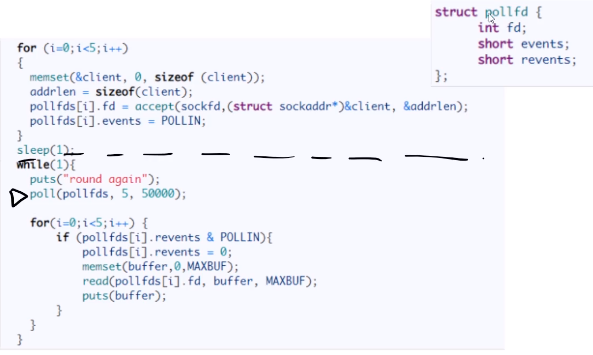 struct pollfd {
int fd;
short events;
short revents;
};
for (i=0;i<5;i++)
{
memset(&client, 0, sizeof (client));
addrlen = sizeof(client);
pollfds[i].fd = accept(sockfd,(struct sockaddr*)&client, &addrlen);
pollfds[i].events = POLLIN;
}
sleep(1);
while(1){
puts("round again");
poll(pollfds, 5, 50000);
for(i=0;i<5;i++) {
if (pollfds[i].revents & POLLIN){
pollfds[i].revents = 0;
memset(buffer,0,MAXBUF);
read(pollfds[i].fd, buffer, MAXBUF);
puts(buffer);
}
}
}